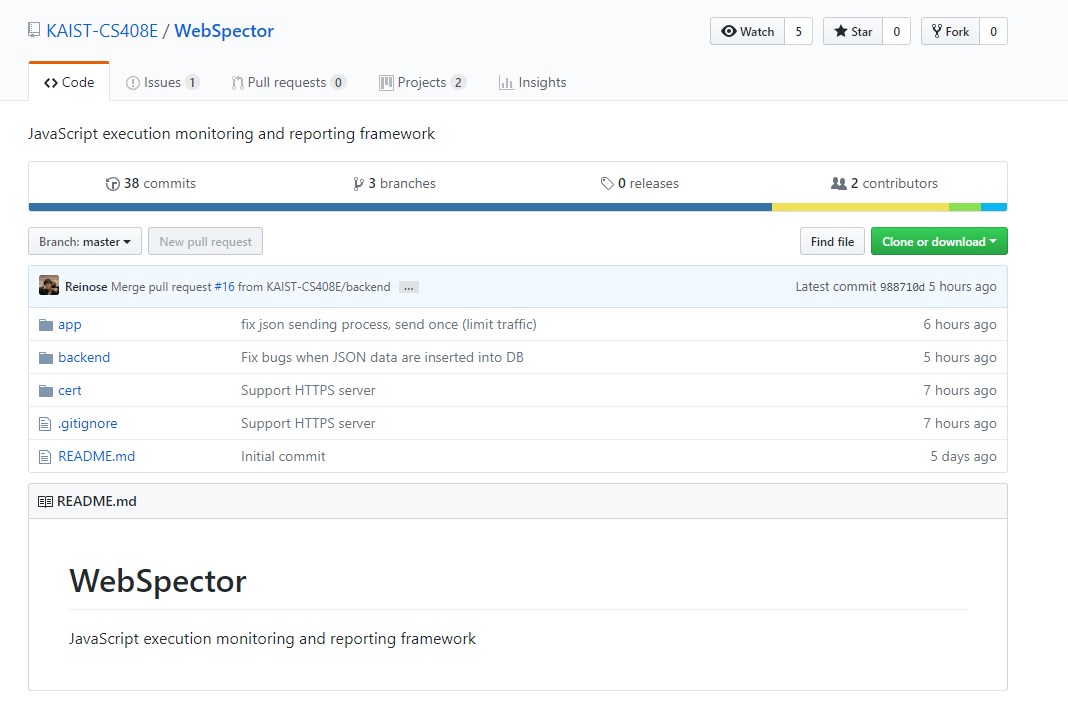 KAIST-CS408E / WebSpector Watch 5 Star 0 Fork 0
Code Issues 1 Pull requests 0 Projects 2 Insights
JavaScript execution monitoring and reporting framework
38 commits 3 branches 0 releases 2 contributors
Branch: master New pull request Find file Clone or download
Reinose Merge pull request #16 from KAIST-CS408E/backend ... Latest commit 988710d 5 hours ago
app fix json sending process, send once (limit traffic) 6 hours ago
backend Fix bugs when JSON data are inserted into DB 5 hours ago
cert Support HTTPS server 7 hours ago
.gitignore Support HTTPS server 7 hours ago
README.md Initial commit 5 days ago
README.md
WebSpector
JavaScript execution monitoring and reporting framework